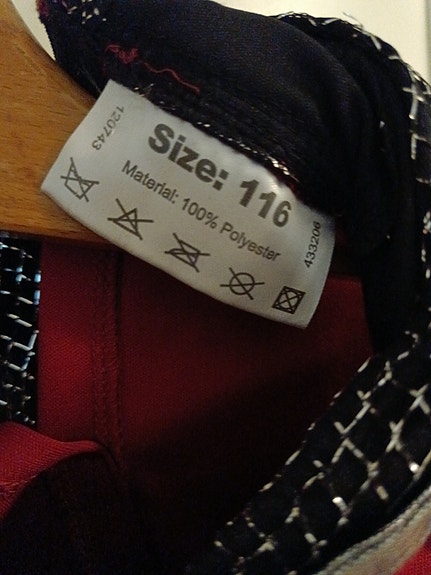 120743
Size: 116
Material: 100% Polyester
433206